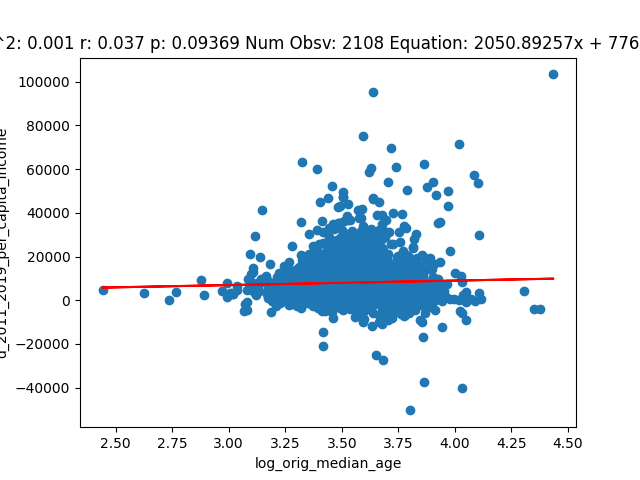 ^2: 0.001 r: 0.037 p: 0.09369 Num Obsv: 2108 Equation: 2050.89257x + 776
100000
80000
60000
40000
20000
0
−20000
−40000
d_2011_2019_per_capita_income
2.50 2.75 3.00 3.25 3.50 3.75 4.00 4.25 4.50
log_orig_median_age